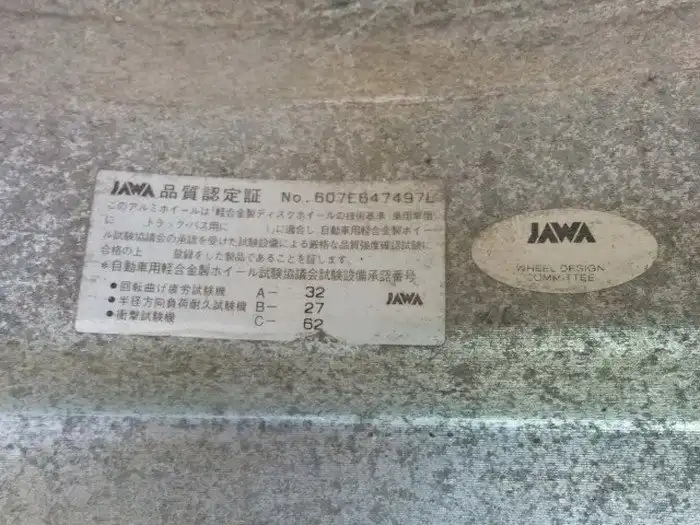 JAWA 品質認定証 No. 607E647497L
このアルミホイールは「軽合金製ディスクホイールの技術基準 乗用車用
に トラック・バス用に )に適合し、自動車用軽合金製ホイー
ル試験協議会の承認を受けた試験設備による厳格な品質強度確認試験に
合格の上 登録をした製品であることを証します。
*自動車用軽合金製ホイール試験協議会試験設備承認番号
●回転曲げ疲労試験機 A- 32
●半径方向負荷耐久試験機 B- 27
●衝撃試験機 C- 62
JAWA
JAWA
WHEEL DESIGN
COMMITTEE